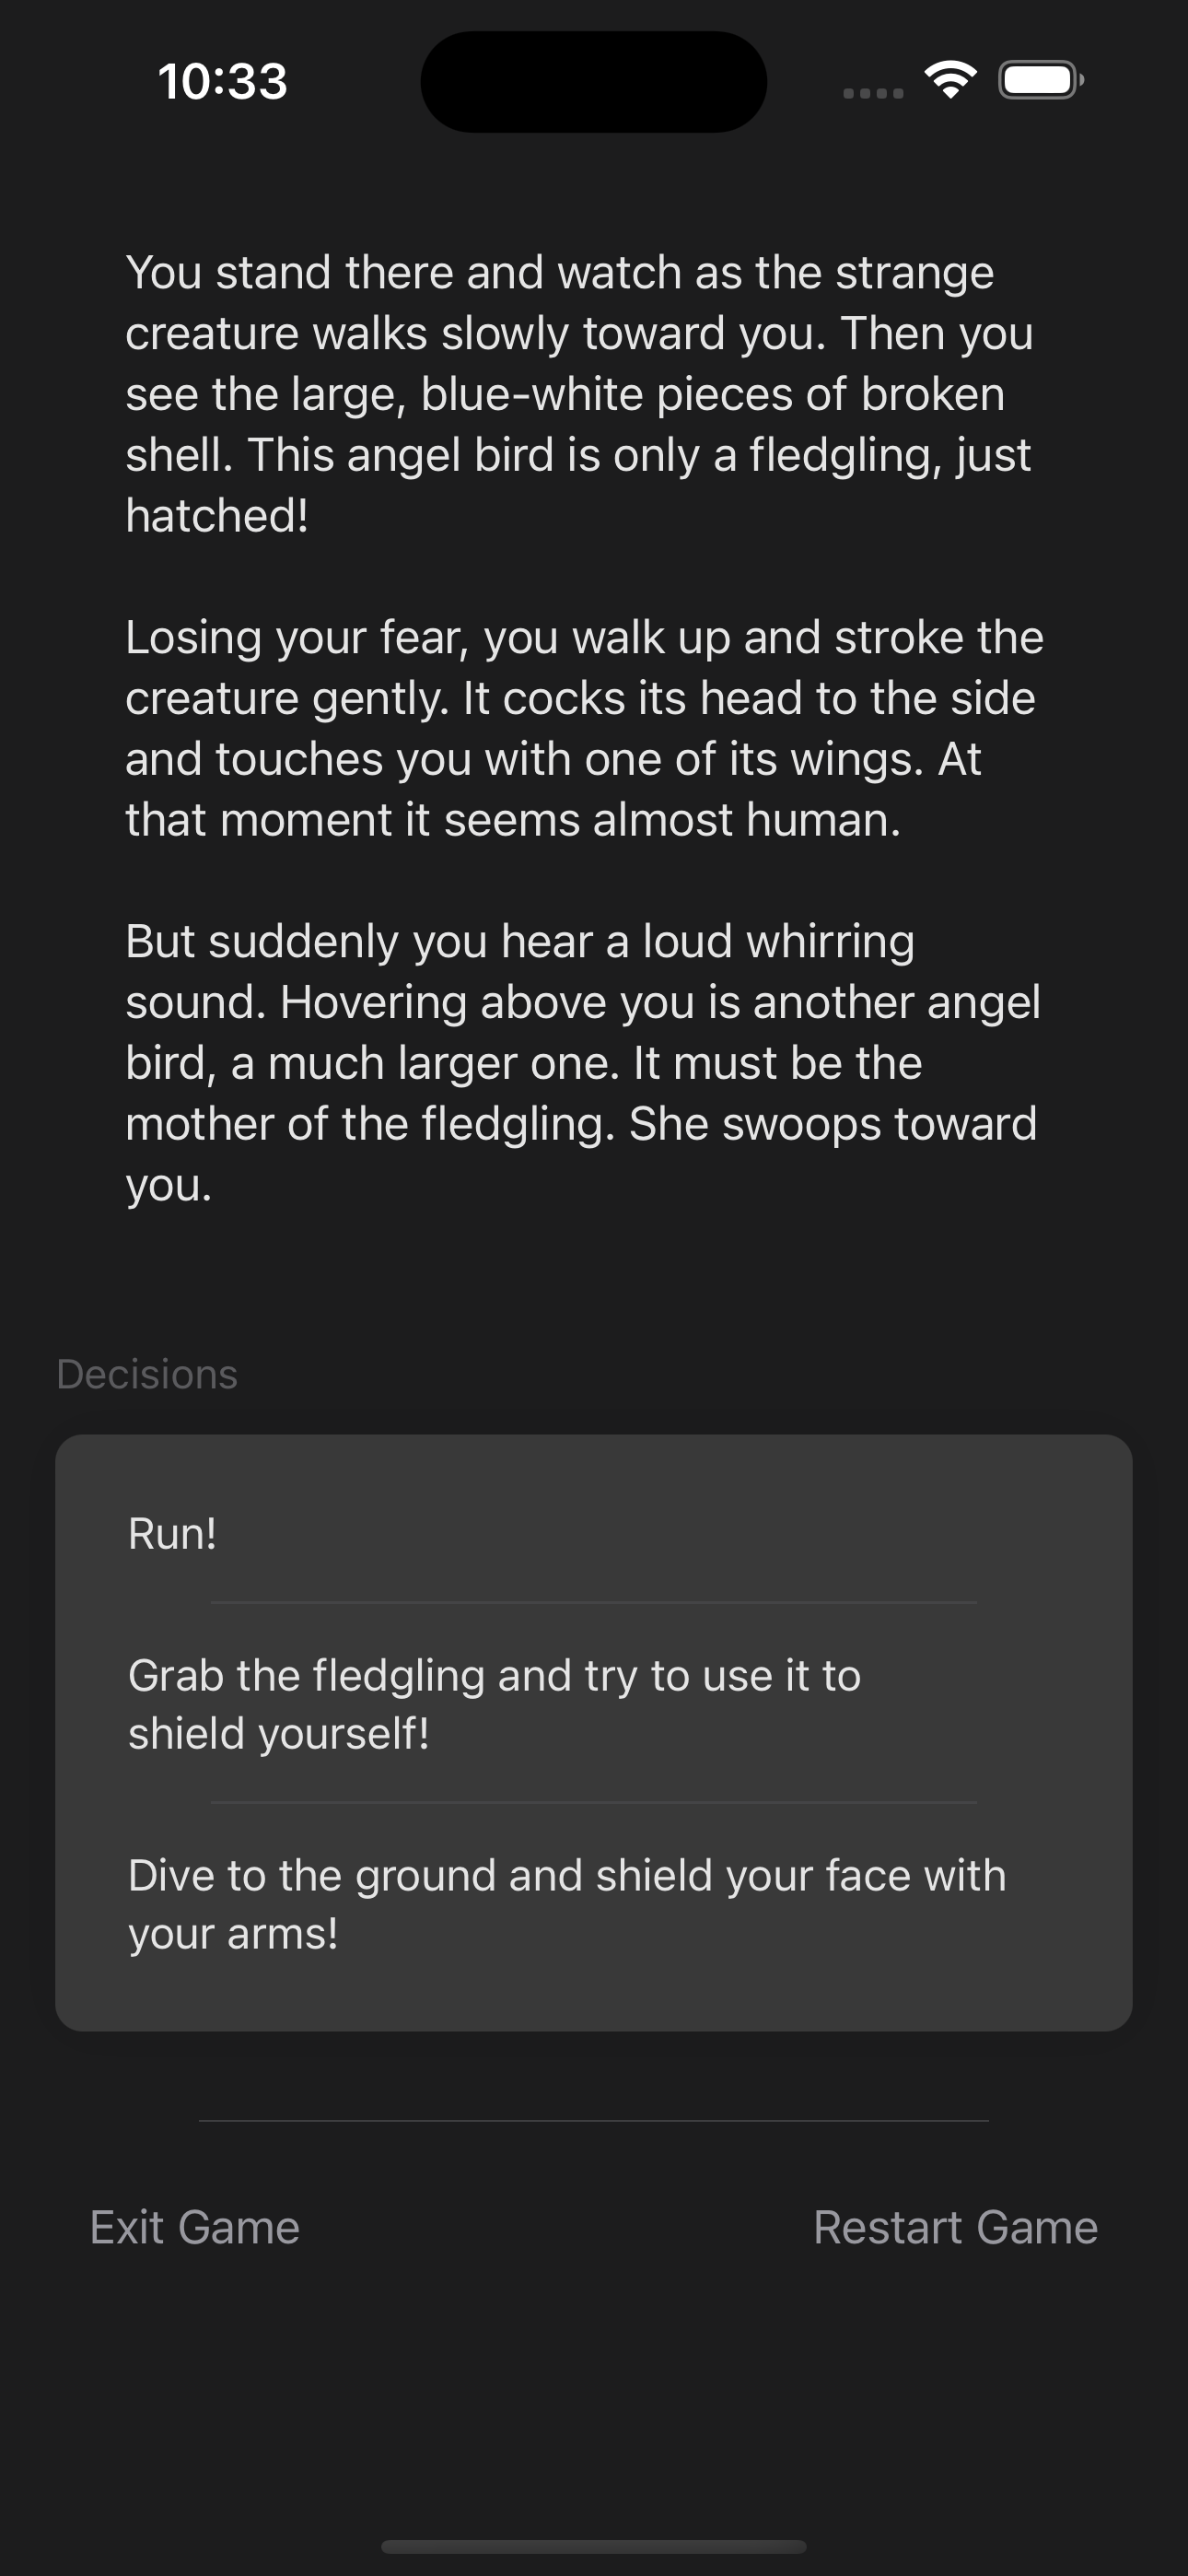 10:33
You stand there and watch as the strange
creature walks slowly toward you. Then you
see the large, blue-white pieces of broken
shell. This angel bird is only a fledgling, just
hatched!
Losing your fear, you walk up and stroke the
creature gently. It cocks its head to the side
and touches you with one of its wings. At
that moment it seems almost human.
But suddenly you hear a loud whirring
sound. Hovering above you is another angel
bird, a much larger one. It must be the
mother of the fledgling. She swoops toward
you.
Decisions
Run!
Grab the fledgling and try to use it to
shield yourself!
Dive to the ground and shield your face with
your arms!
Exit Game
Restart Game